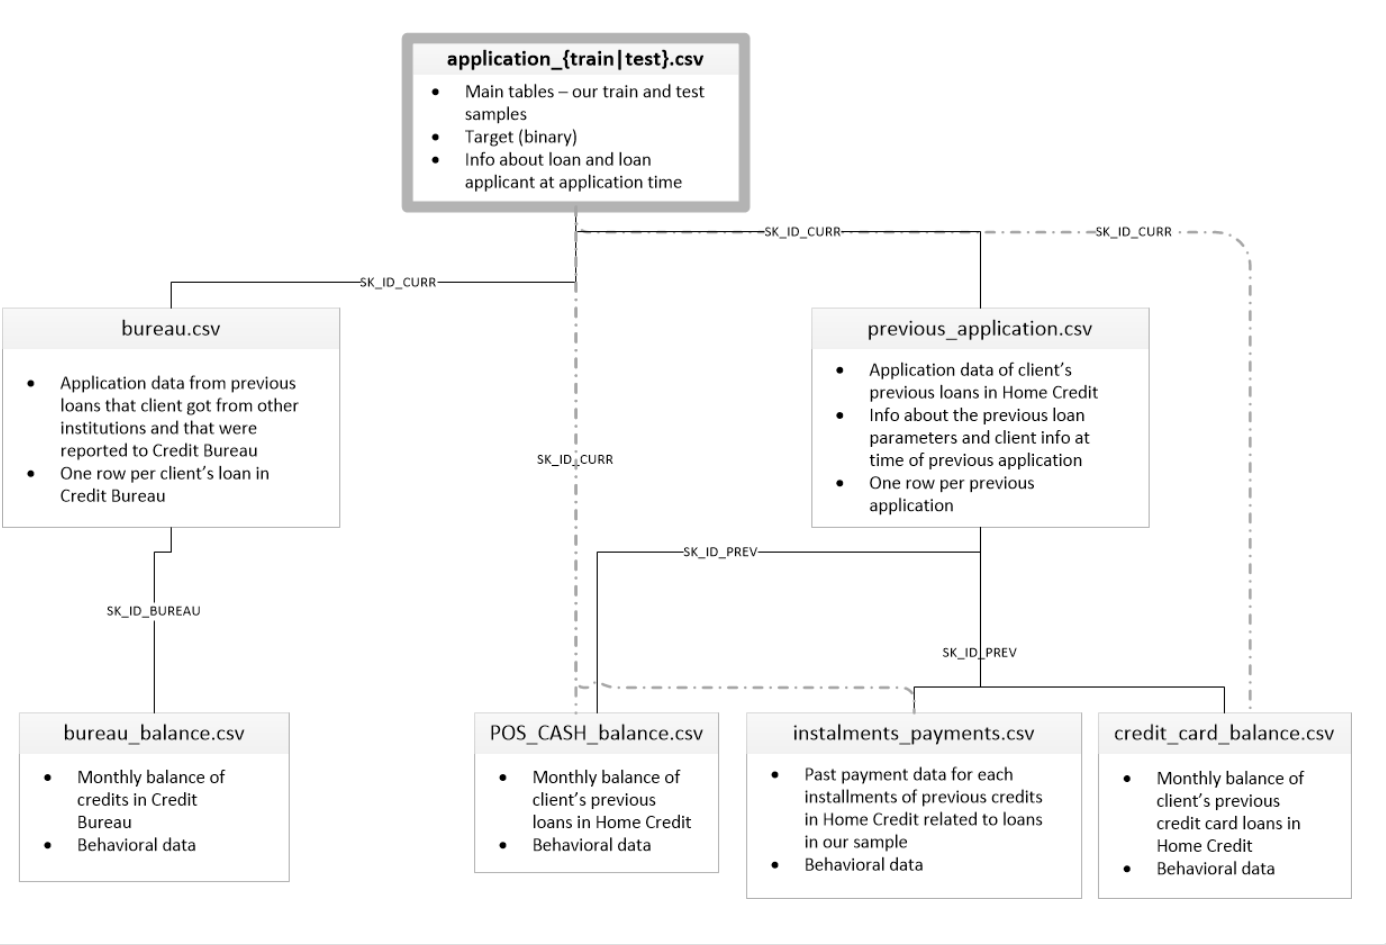 application_{train|test}.csv
• Main tables – our train and test
samples
• Target (binary)
• Info about loan and loan
applicant at application time
SK_ID_CURR
SK_ID_CURR
SK_ID_CURR
bureau.csv
• Application data from previous
loans that client got from other
institutions and that were
reported to Credit Bureau
• One row per client’s loan in
Credit Bureau
previous_application.csv
• Application data of client’s
previous loans in Home Credit
• Info about the previous loan
parameters and client info at
time of previous application
• One row per previous
application
SK_ID_CURR
SK_ID_PREV
SK_ID_BUREAU
SK_ID_PREV
bureau_balance.csv
• Monthly balance of
credits in Credit
Bureau
• Behavioral data
POS_CASH_balance.csv
• Monthly balance of
client’s previous
loans in Home Credit
• Behavioral data
instalments_payments.csv
• Past payment data for each
installments of previous credits
in Home Credit related to loans
in our sample
• Behavioral data
credit_card_balance.csv
• Monthly balance of
client’s previous
credit card loans in
Home Credit
• Behavioral data